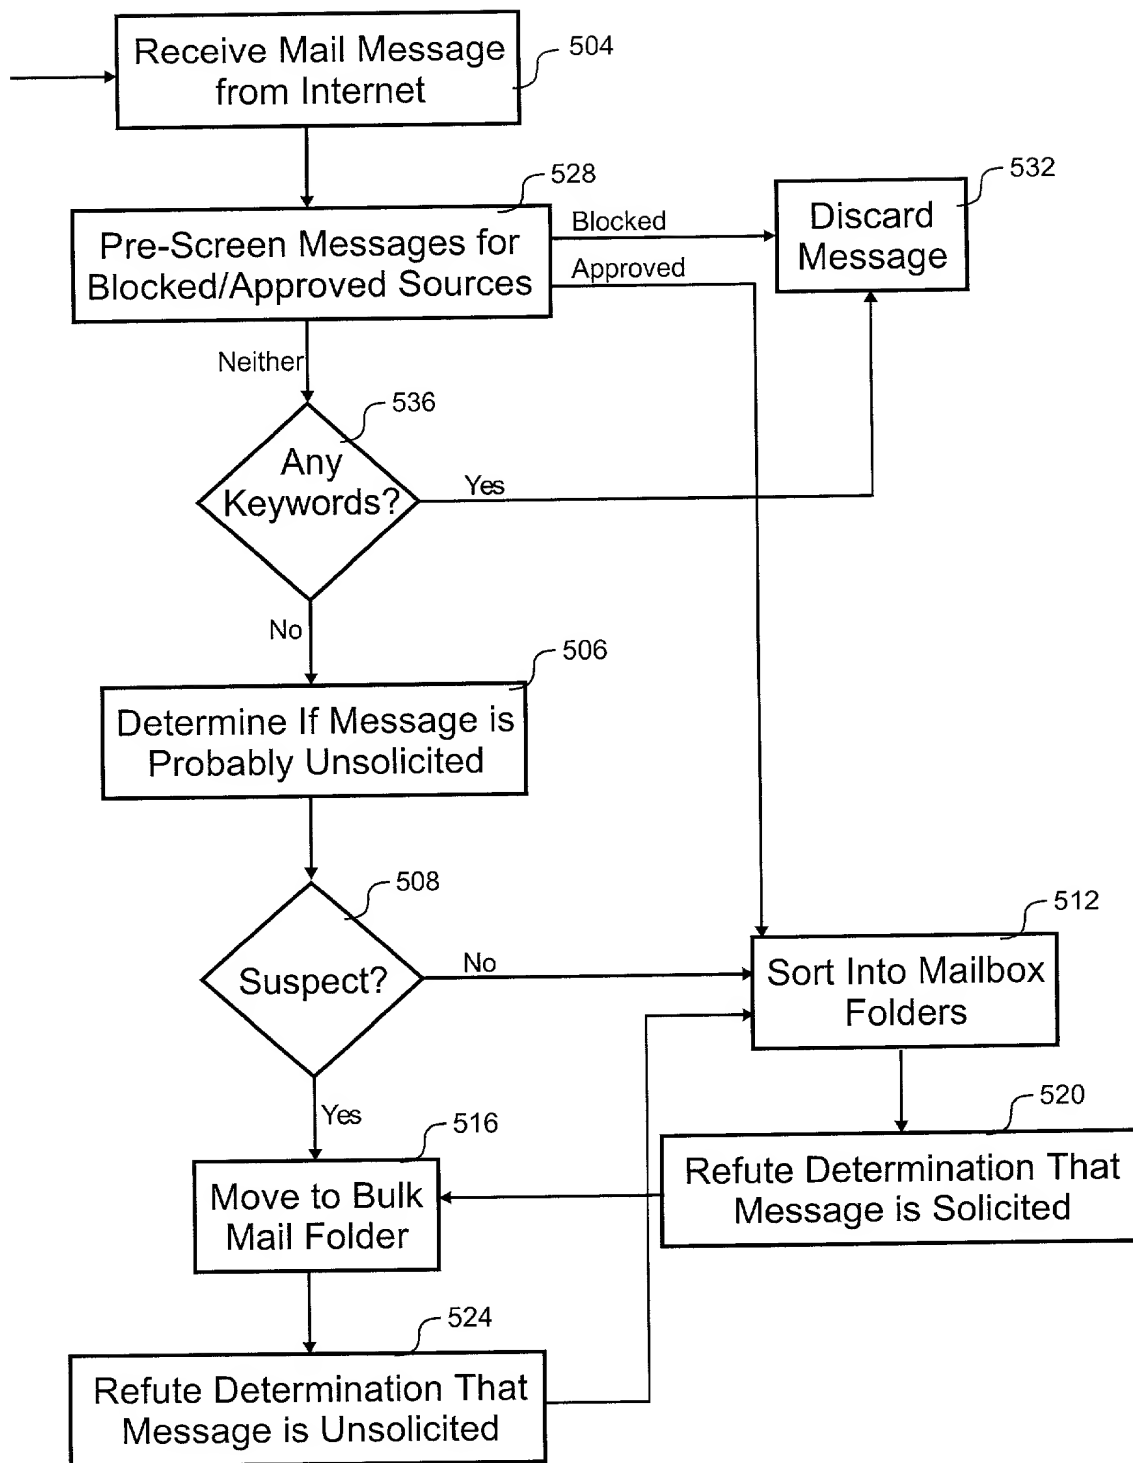 Receive Mail Message
from Internet
504
528
Pre-Screen Messages for
Blocked/Approved Sources
Blocked
Approved
532
Discard
Message
Neither
536
Any
Keywords?
Yes
No
506
Determine If Message is
Probably Unsolicited
508
Suspect?
No
512
Sort Into Mailbox
Folders
Yes
516
Move to Bulk
Mail Folder
520
Refute Determination That
Message is Solicited
524
Refute Determination That
Message is Unsolicited